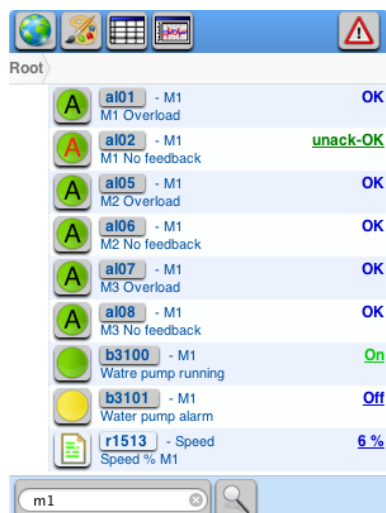 Root
A al01 - M1 OK
M1 Overload
A al02 - M1 unack-OK
M1 No feedback
A al05 - M1 OK
M2 Overload
A al06 - M1 OK
M2 No feedback
A al07 - M1 OK
M3 Overload
A al08 - M1 OK
M3 No feedback
b3100 - M1 On
Watre pump running
b3101 - M1 Off
Water pump alarm
r1513 - Speed 6 %
Speed % M1
m1